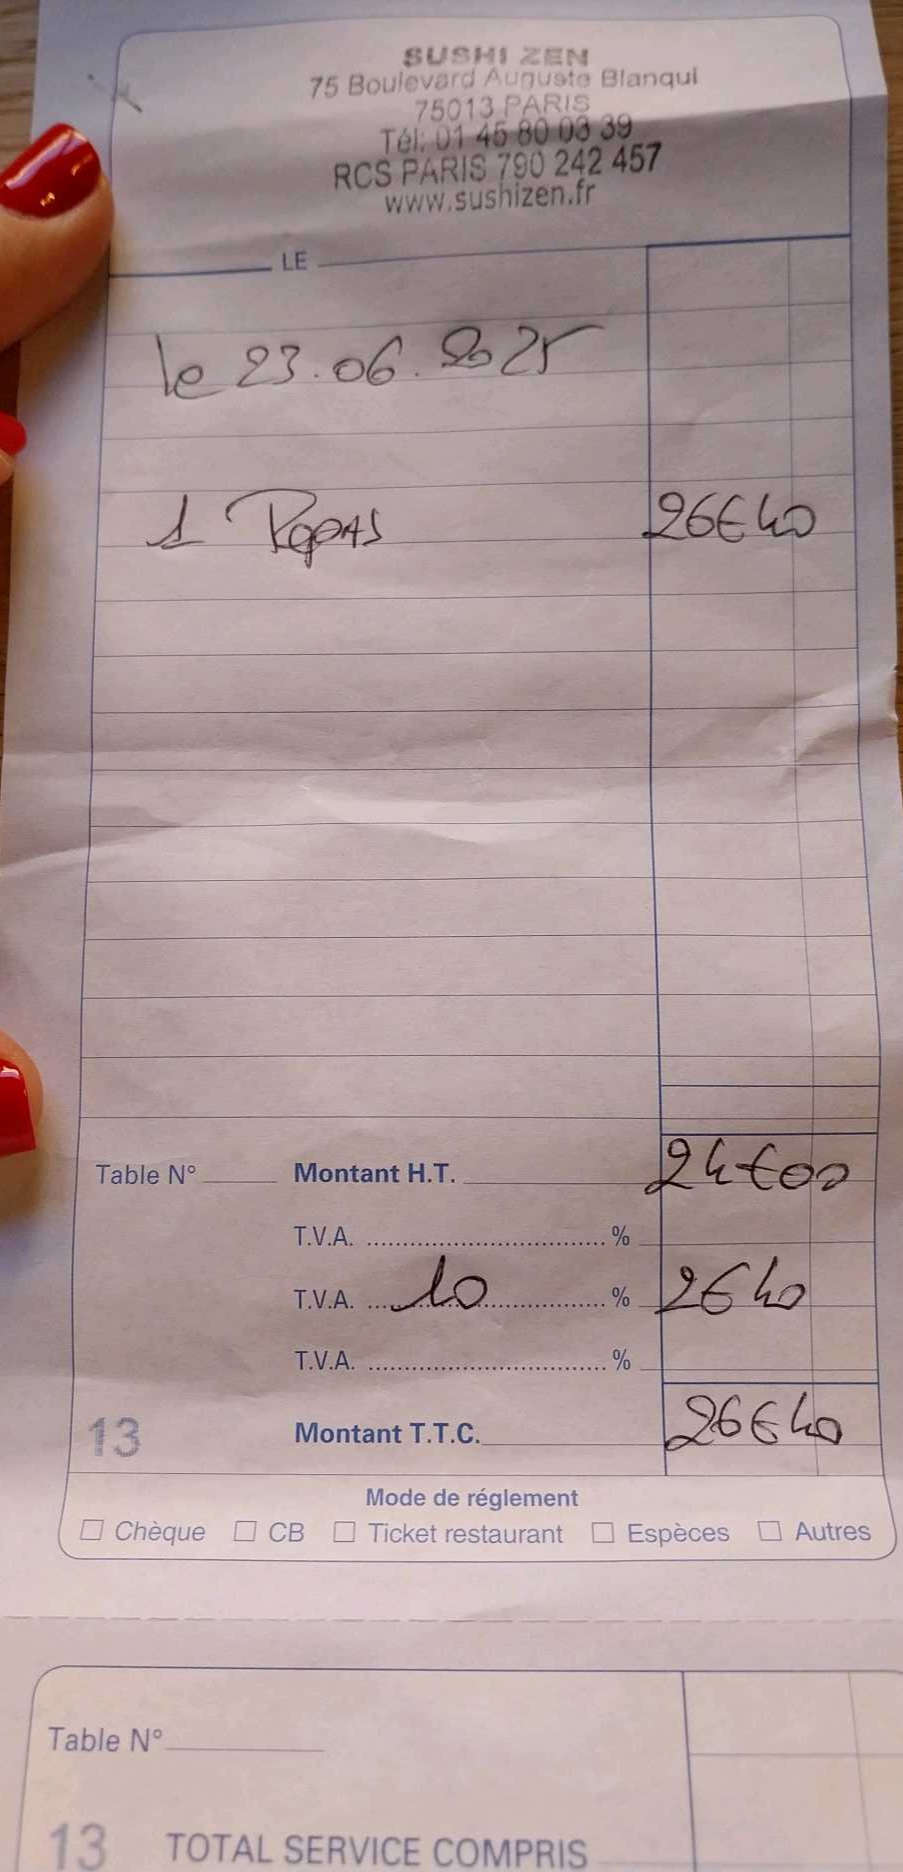 SUSHI ZEN
75 Boulevard Auguste Blanqui
75013 PARIS
Tél: 01 45 80 03 39
RCS PARIS 790 242 457
www.sushizen.fr
LE
le 23.06.2025
1 Repas 26€40
Table N° Montant H.T. 24€00
T.V.A. %
T.V.A. 10 % 2€40
T.V.A. %
13 Montant T.T.C. 26€40
Mode de réglement
Chèque CB Ticket restaurant Espèces Autres
Table N°
13 TOTAL SERVICE COMPRIS